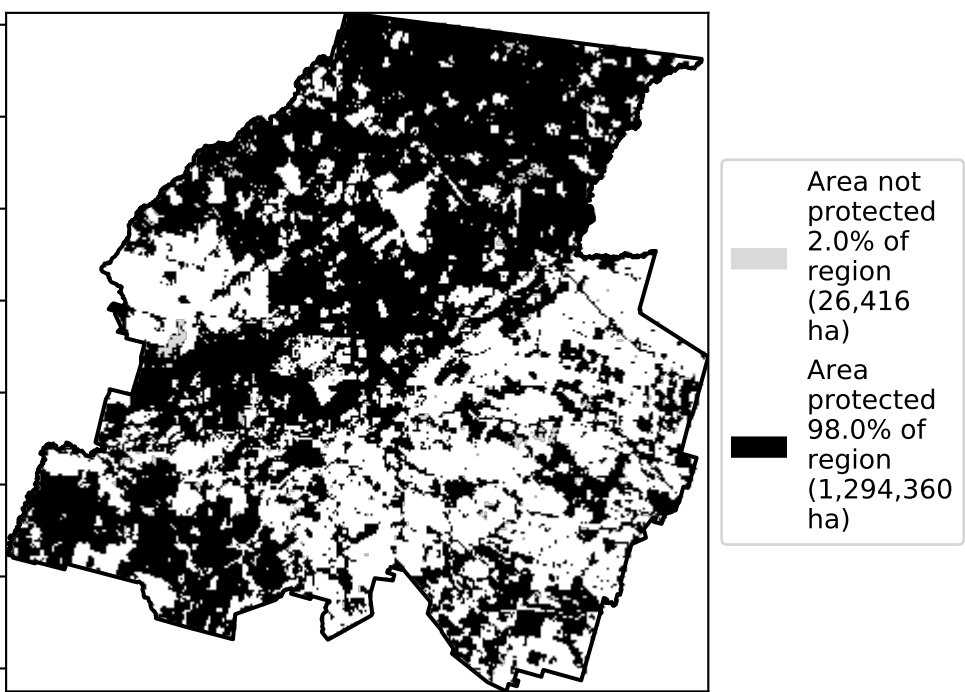 Area not
protected
2.0% of
region
(26,416
ha)
Area
protected
98.0% of
region
(1,294,360
ha)